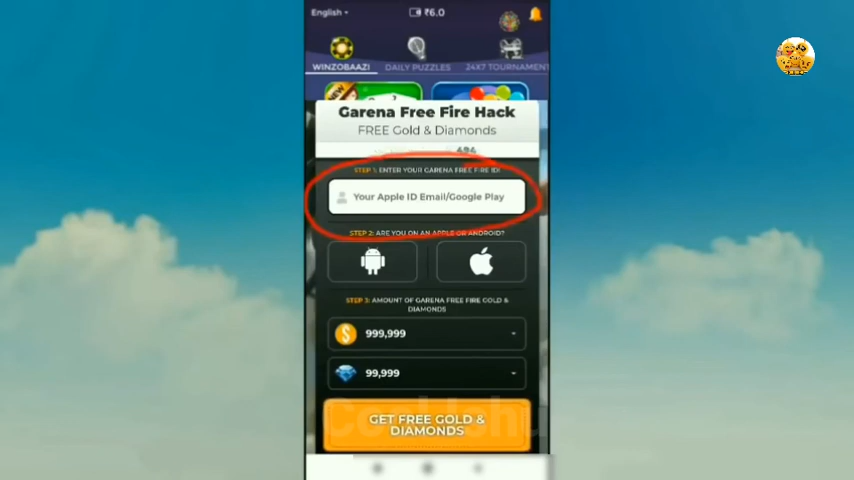 English
₹6.0
WINZOBAAZI
DAILY PUZZLES
24X7 TOURNAMENT
NEW
Garena Free Fire Hack
FREE Gold & Diamonds
494
STEP 1: ENTER YOUR GARENA FREE FIRE ID:
Your Apple ID Email/Google Play
STEP 2: ARE YOU ON AN APPLE OR ANDROID?
STEP 3: AMOUNT OF GARENA FREE FIRE GOLD &
DIAMONDS
999,999
99,999
GET FREE GOLD &
DIAMONDS